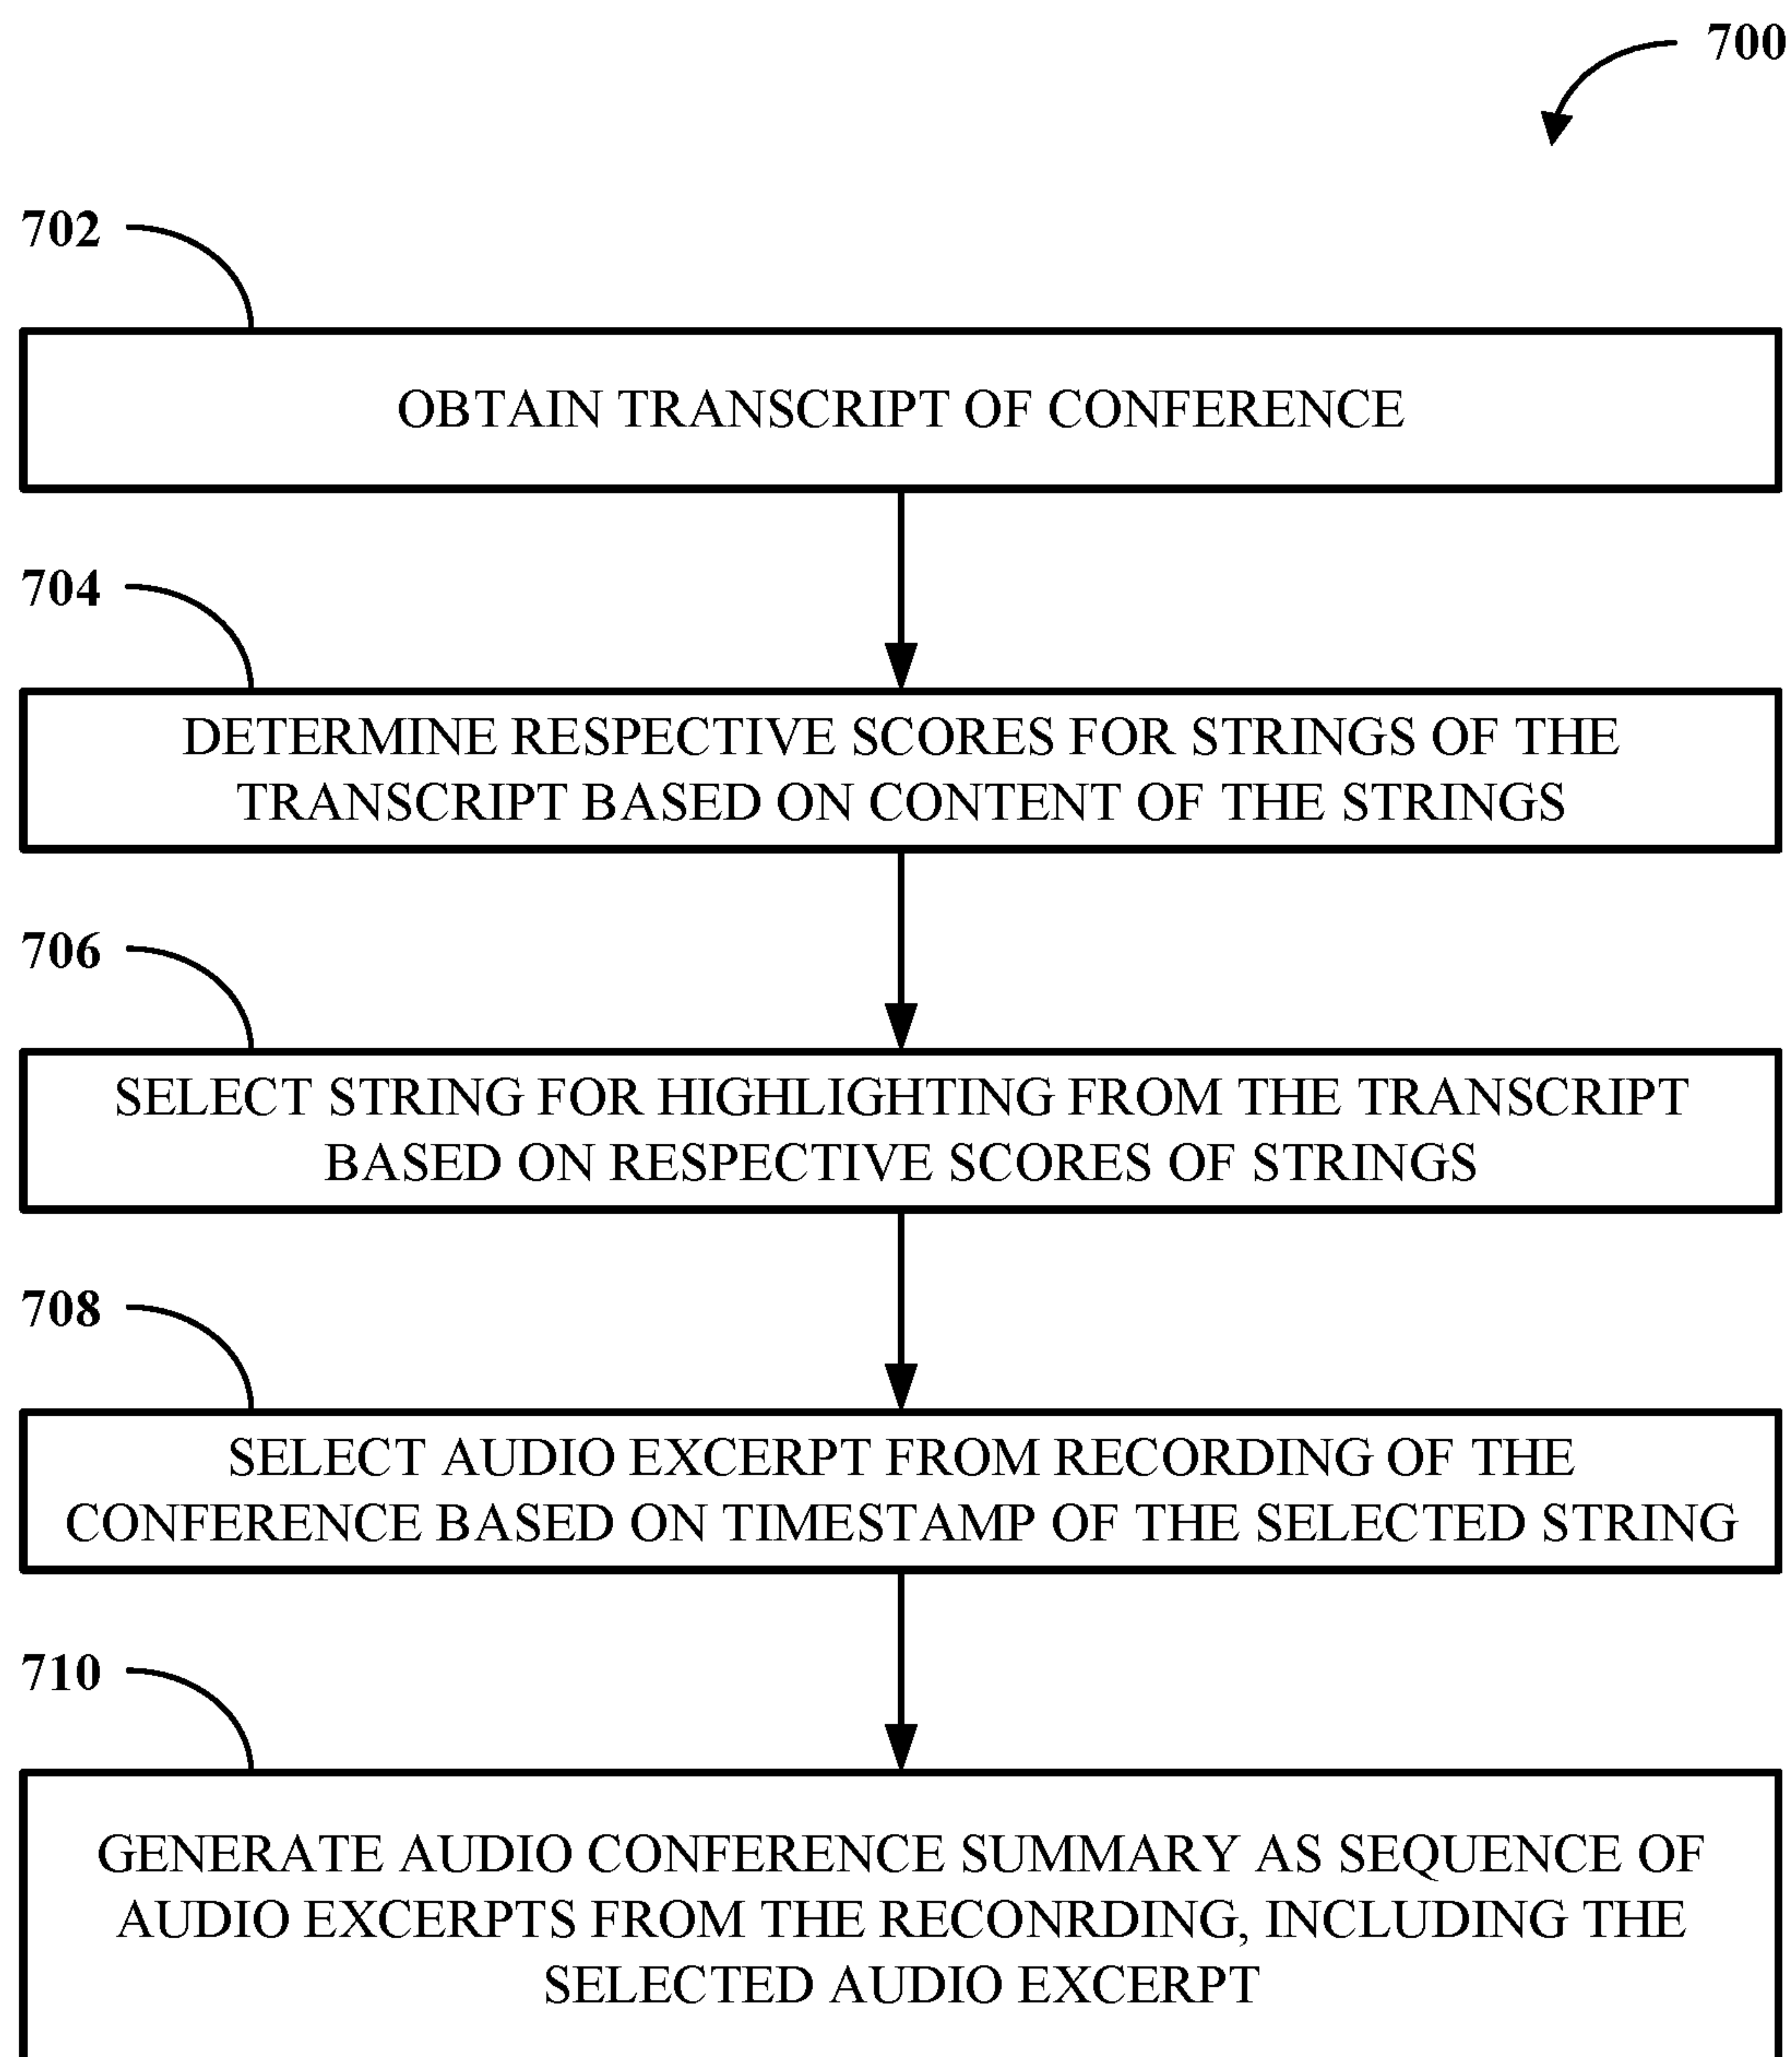 700
702
OBTAIN TRANSCRIPT OF CONFERENCE
704
DETERMINE RESPECTIVE SCORES FOR STRINGS OF THE
TRANSCRIPT BASED ON CONTENT OF THE STRINGS
706
SELECT STRING FOR HIGHLIGHTING FROM THE TRANSCRIPT
BASED ON RESPECTIVE SCORES OF STRINGS
708
SELECT AUDIO EXCERPT FROM RECORDING OF THE
CONFERENCE BASED ON TIMESTAMP OF THE SELECTED STRING
710
GENERATE AUDIO CONFERENCE SUMMARY AS SEQUENCE OF
AUDIO EXCERPTS FROM THE RECONRDING, INCLUDING THE
SELECTED AUDIO EXCERPT